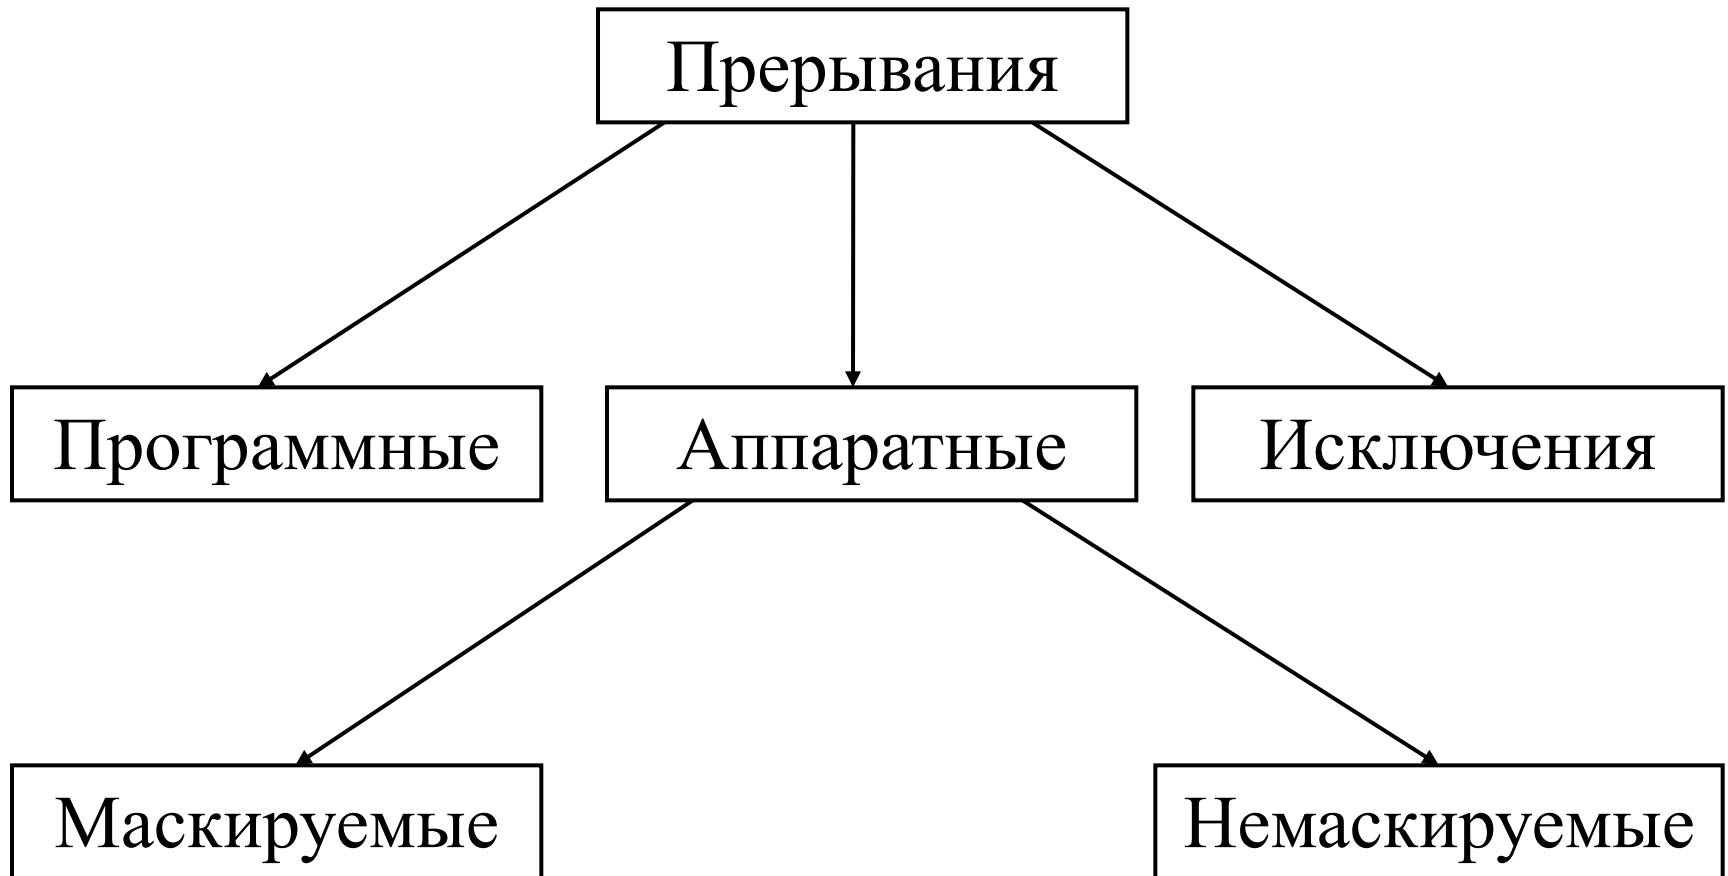 Прерывания
Программные
Аппаратные
Исключения
Маскируемые
Немаскируемые